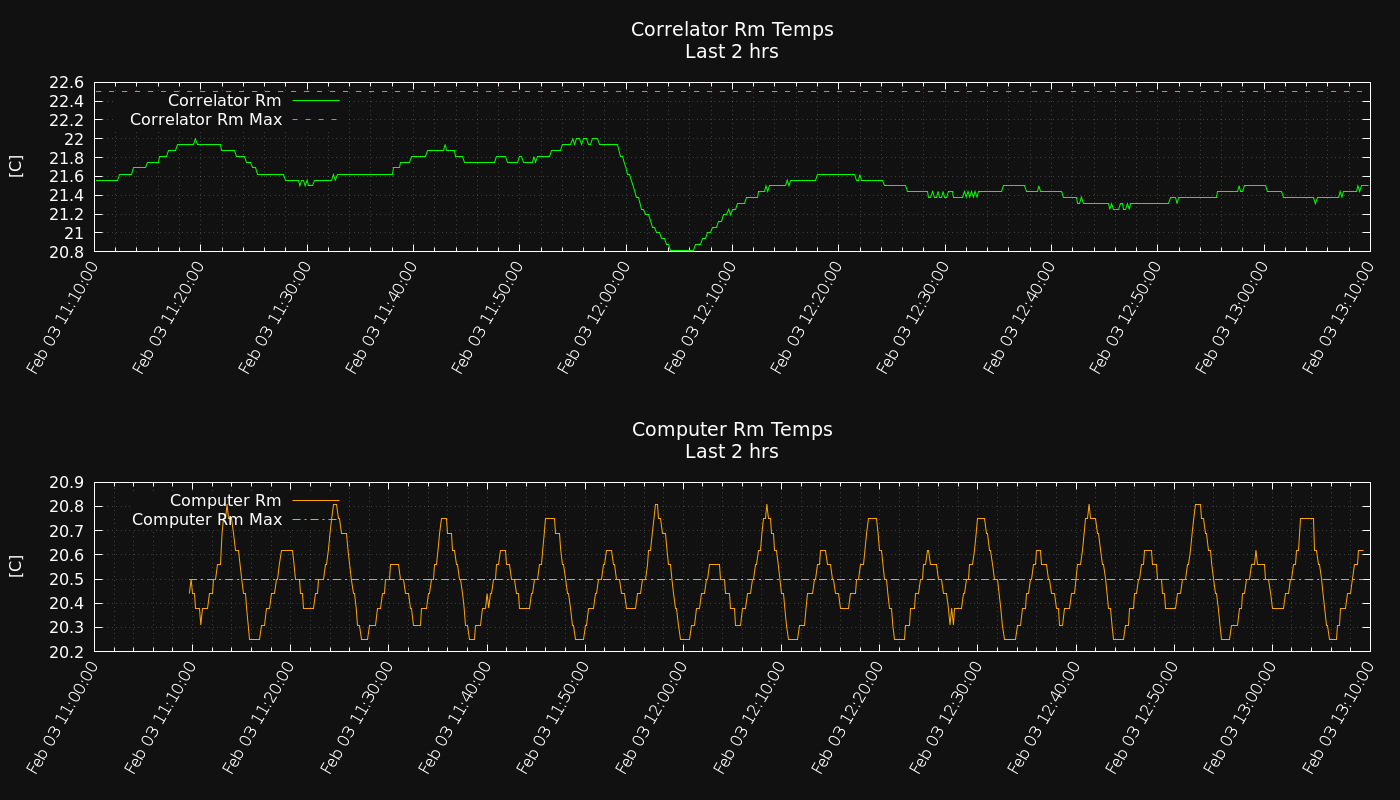 Correlator Rm Temps
Last 2 hrs
22.6
22.4
22.2
22
21.8
21.6
21.4
21.2
21
20.8
[C]
Correlator Rm
Correlator Rm Max
Feb 03 11:10:00
Feb 03 11:20:00
Feb 03 11:30:00
Feb 03 11:40:00
Feb 03 11:50:00
Feb 03 12:00:00
Feb 03 12:10:00
Feb 03 12:20:00
Feb 03 12:30:00
Feb 03 12:40:00
Feb 03 12:50:00
Feb 03 13:00:00
Feb 03 13:10:00
Computer Rm Temps
Last 2 hrs
20.9
20.8
20.7
20.6
20.5
20.4
20.3
20.2
[C]
Computer Rm
Computer Rm Max
Feb 03 11:00:00
Feb 03 11:10:00
Feb 03 11:20:00
Feb 03 11:30:00
Feb 03 11:40:00
Feb 03 11:50:00
Feb 03 12:00:00
Feb 03 12:10:00
Feb 03 12:20:00
Feb 03 12:30:00
Feb 03 12:40:00
Feb 03 12:50:00
Feb 03 13:00:00
Feb 03 13:10:00